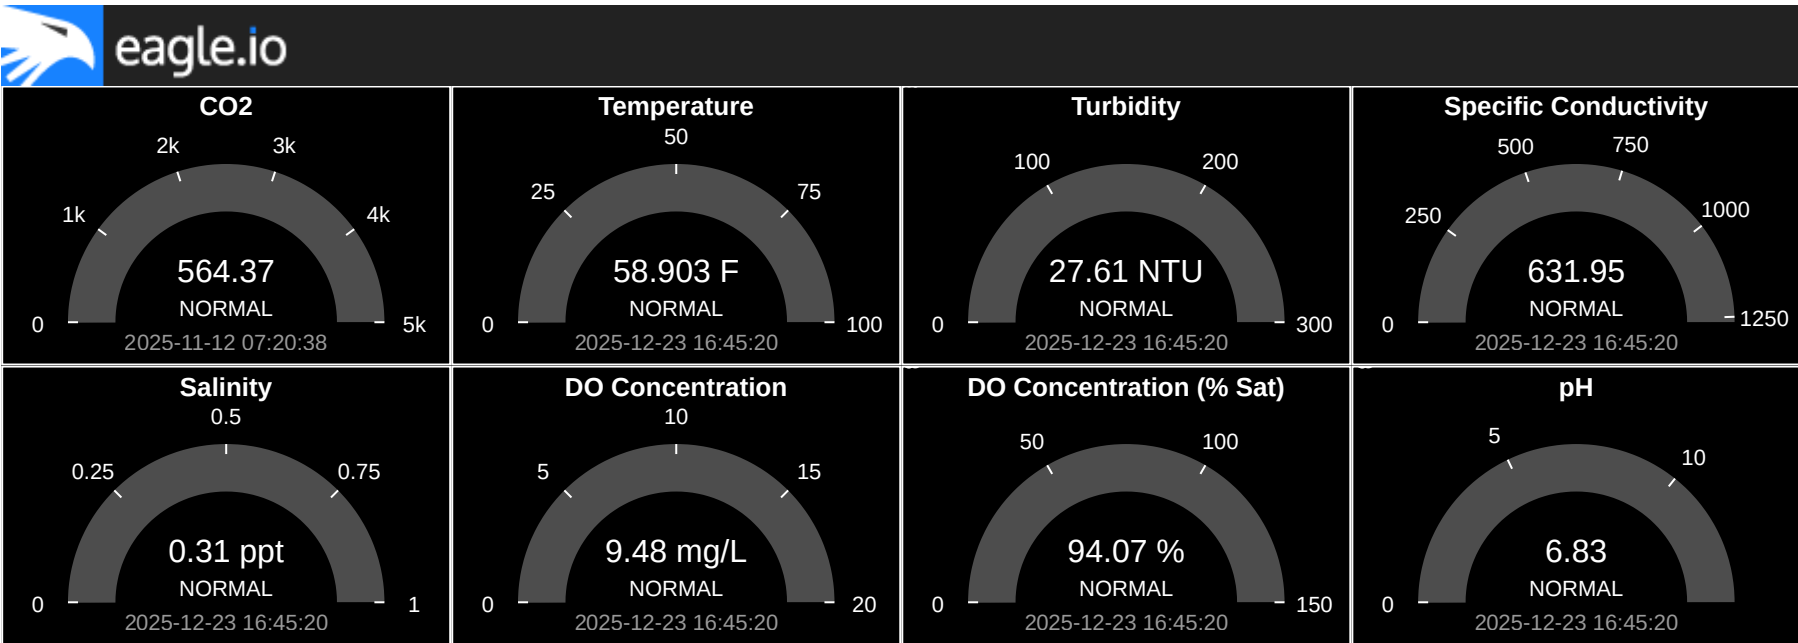 eagle.io
CO2
2k
3k
1k
4k
564.37
NORMAL
0
5k
2025-11-12 07:20:38
Temperature
50
25
75
58.903 F
NORMAL
0
100
2025-12-23 16:45:20
Turbidity
100
200
27.61 NTU
NORMAL
0
300
2025-12-23 16:45:20
Specific Conductivity
500
750
250
1000
631.95
NORMAL
0
1250
2025-12-23 16:45:20
Salinity
0.5
0.25
0.75
0.31 ppt
NORMAL
0
1
2025-12-23 16:45:20
DO Concentration
10
5
15
9.48 mg/L
NORMAL
0
20
2025-12-23 16:45:20
DO Concentration (% Sat)
50
100
94.07 %
NORMAL
0
150
2025-12-23 16:45:20
pH
5
10
6.83
NORMAL
0
2025-12-23 16:45:20